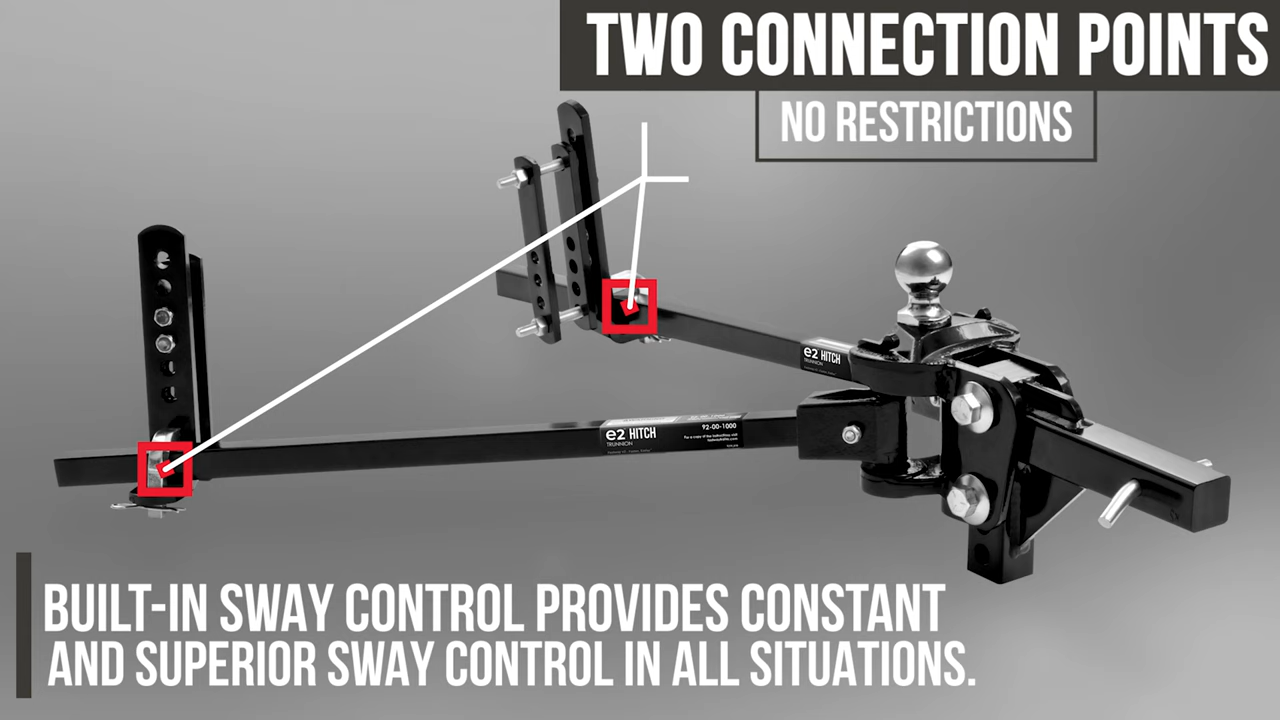 TWO CONNECTION POINTS
NO RESTRICTIONS
e2 HITCH
TRUNNION
e2 HITCH
TRUNNION
92-00-1000
BUILT-IN SWAY CONTROL PROVIDES CONSTANT
AND SUPERIOR SWAY CONTROL IN ALL SITUATIONS.